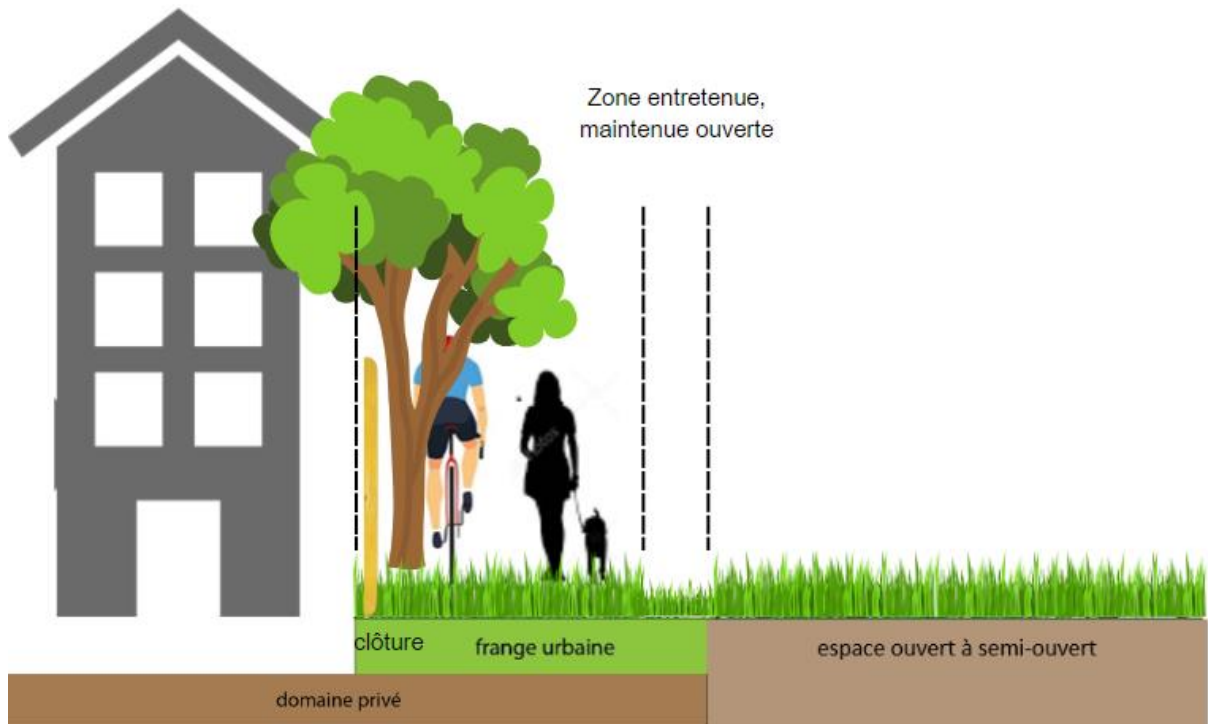 Zone entretenue,
maintenue ouverte
clôture
frange urbaine
espace ouvert à semi-ouvert
domaine privé